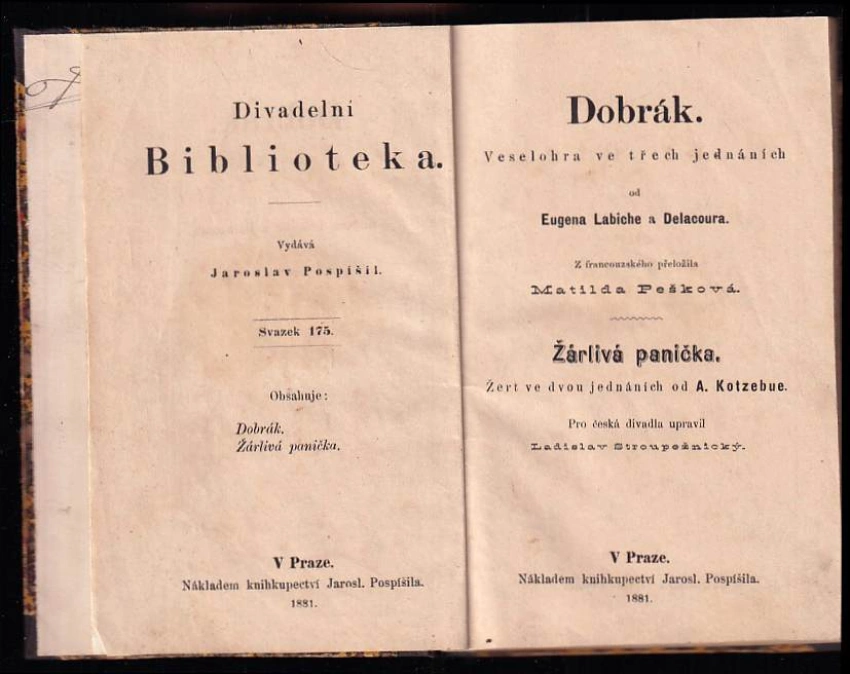 Divadelní
Biblioteka.
Vydává
Jaroslav Pospíšil.
Svazek 175.
Obsahuje:
Dobrák.
Žárlivá panička.
V Praze.
Nákladem knihkupectví Jarosl. Pospíšila.
1881.
Dobrák.
Veselohra ve třech jednáních
od
Eugena Labiche a Delacoura.
Z francouzského přeložila
Matilda Pešková.
Žárlivá panička.
Žert ve dvou jednáních od A. Kotzebue.
Pro česká divadla upravil
Ladislav Stroupežnický.
V Praze.
Nákladem knihkupectví Jarosl. Pospíšila.
1881.